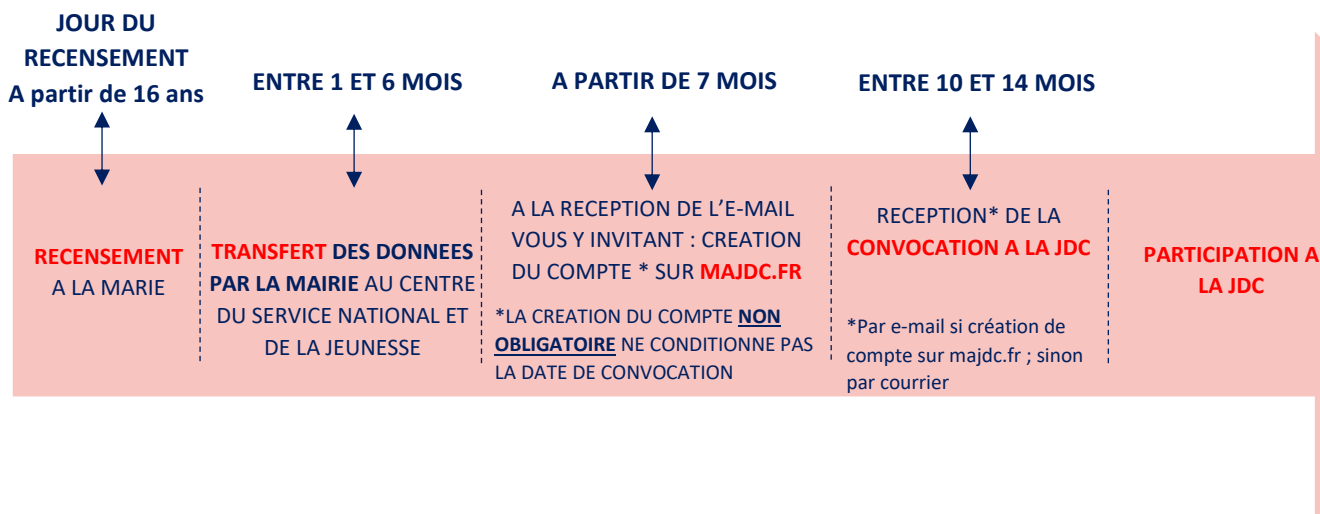 JOUR DU
RECENSEMENT
A partir de 16 ans
ENTRE 1 ET 6 MOIS
A PARTIR DE 7 MOIS
ENTRE 10 ET 14 MOIS
RECENSEMENT
A LA MARIE
TRANSFERT DES DONNEES
PAR LA MAIRIE AU CENTRE
DU SERVICE NATIONAL ET
DE LA JEUNESSE
A LA RECEPTION DE L’E-MAIL
VOUS Y INVITANT : CREATION
DU COMPTE * SUR MAJDC.FR
*LA CREATION DU COMPTE NON
OBLIGATOIRE NE CONDITIONNE PAS
LA DATE DE CONVOCATION
RECEPTION* DE LA
CONVOCATION A LA JDC
*Par e-mail si création de
compte sur majdc.fr ; sinon
par courrier
PARTICIPATION A
LA JDC